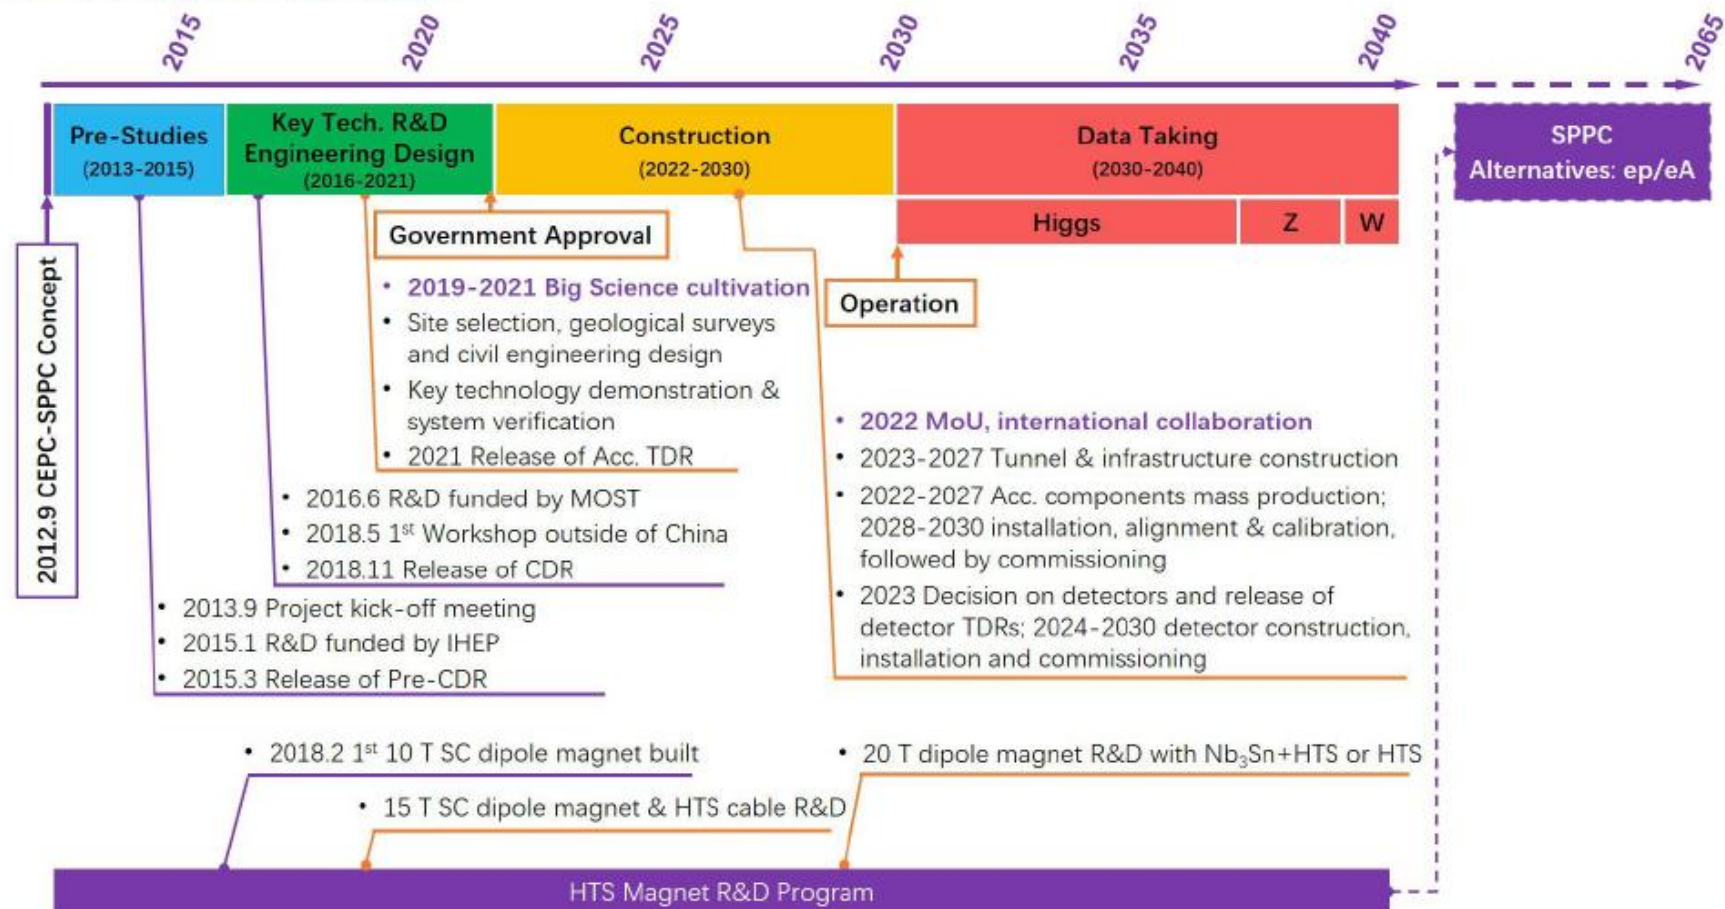 2015
2020
2025
2030
2035
2040
2065
Pre-Studies
(2013-2015)
Key Tech. R&D
Engineering Design
(2016-2021)
Construction
(2022-2030)
Data Taking
(2030-2040)
SPPC
Alternatives: ep/eA
Higgs
Z
W
2012.9 CEPC-SPPC Concept
Government Approval
Operation
• 2019-2021 Big Science cultivation
• Site selection, geological surveys
and civil engineering design
• Key technology demonstration &
system verification
• 2021 Release of Acc. TDR
• 2016.6 R&D funded by MOST
• 2018.5 1st Workshop outside of China
• 2018.11 Release of CDR
• 2013.9 Project kick-off meeting
• 2015.1 R&D funded by IHEP
• 2015.3 Release of Pre-CDR
• 2022 MoU, international collaboration
• 2023-2027 Tunnel & infrastructure construction
• 2022-2027 Acc. components mass production;
2028-2030 installation, alignment & calibration,
followed by commissioning
• 2023 Decision on detectors and release of
detector TDRs; 2024-2030 detector construction,
installation and commissioning
• 2018.2 1st 10 T SC dipole magnet built
• 15 T SC dipole magnet & HTS cable R&D
• 20 T dipole magnet R&D with Nb₃Sn+HTS or HTS
HTS Magnet R&D Program